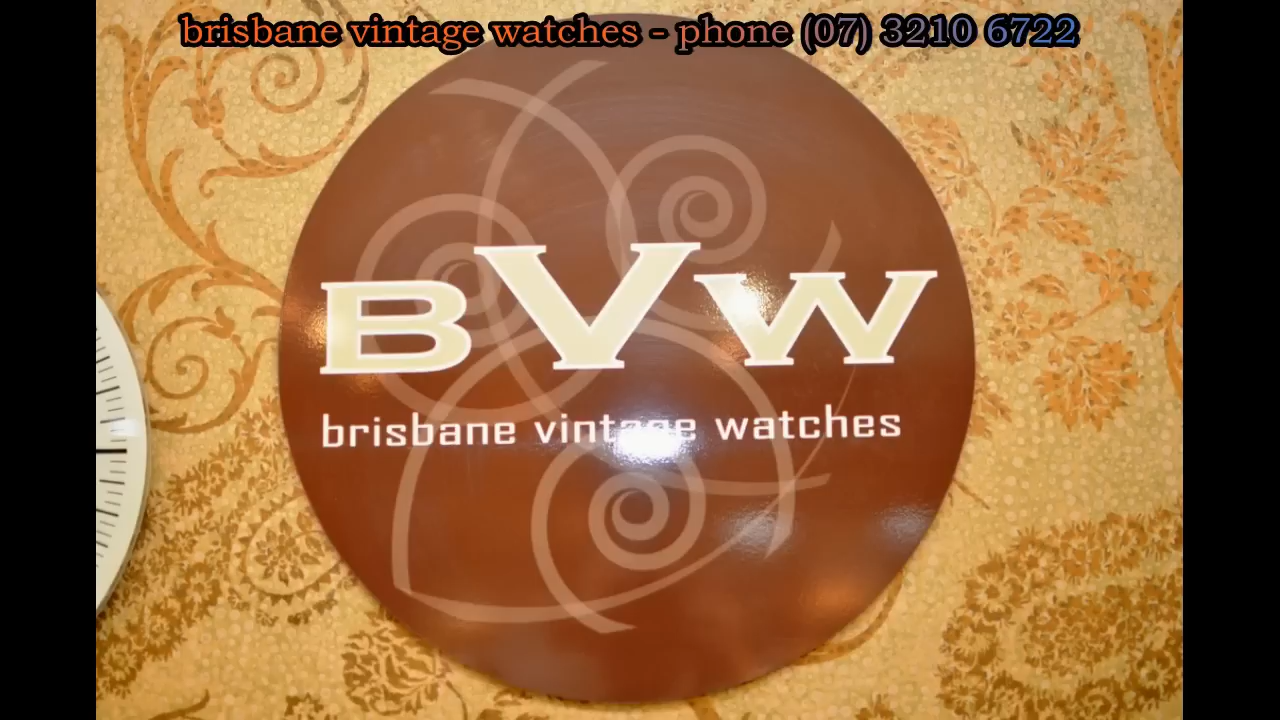 brisbane vintage watches - phone (07) 3210 6722
BVW
brisbane vintage watches